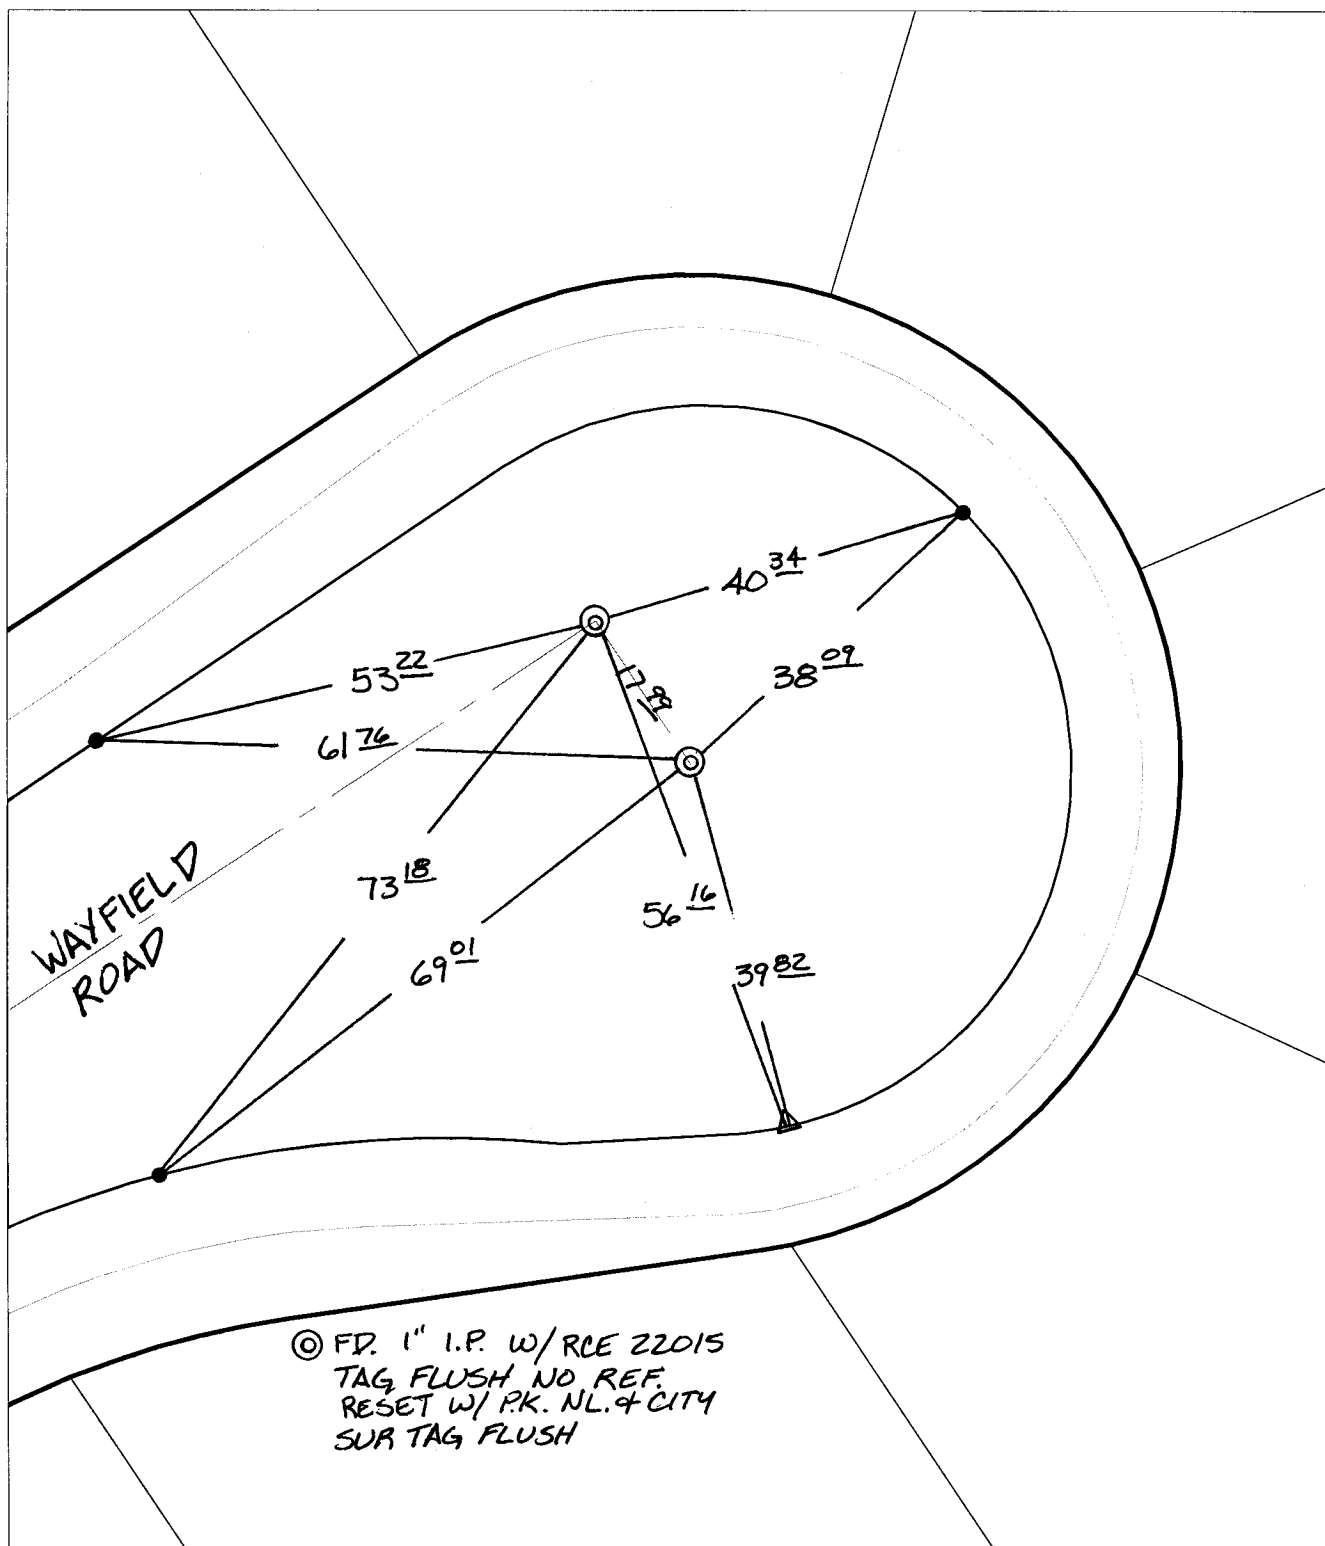 40 34
53 22
17 99
38 09
61 76
73 18
56 16
69 01
39 82
WAYFIELD
ROAD
FD. 1" I.P. W/ RCE 22015
TAG FLUSH NO REF.
RESET W/ P.K. NL. & CITY
SUR TAG FLUSH